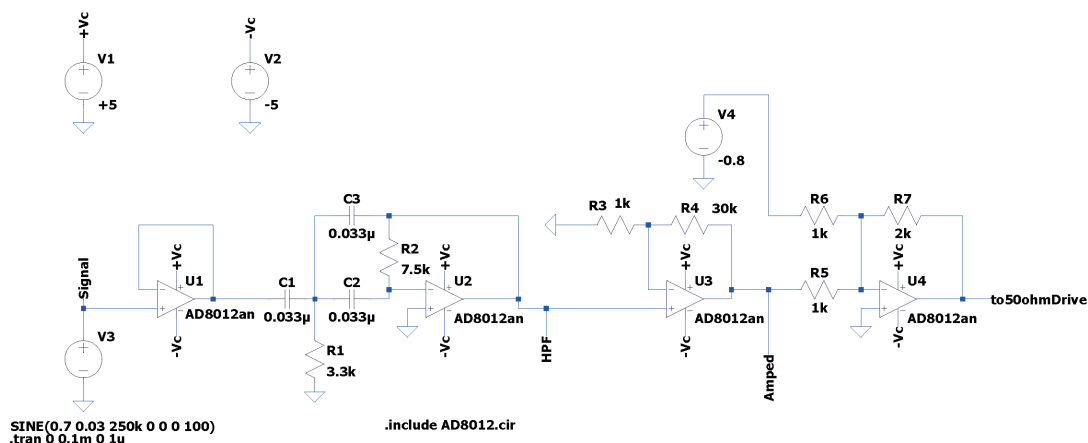 +Vc
-Vc
V1
V2
+5
-5
V4
-0.8
C3
0.033µ
R3 1k
R4 30k
R6
1k
R7
2k
R2
7.5k
+Vc
U1
AD8012an
-Vc
Signal
C1
0.033µ
C2
0.033µ
+Vc
U2
AD8012an
-Vc
+Vc
U3
AD8012an
-Vc
R5
1k
+Vc
U4
AD8012an
-Vc
to50ohmDrive
V3
R1
3.3k
HPF
Amped
SINE(0.7 0.03 250k 0 0 0 100)
.tran 0 0.1m 0 1u
.include AD8012.cir